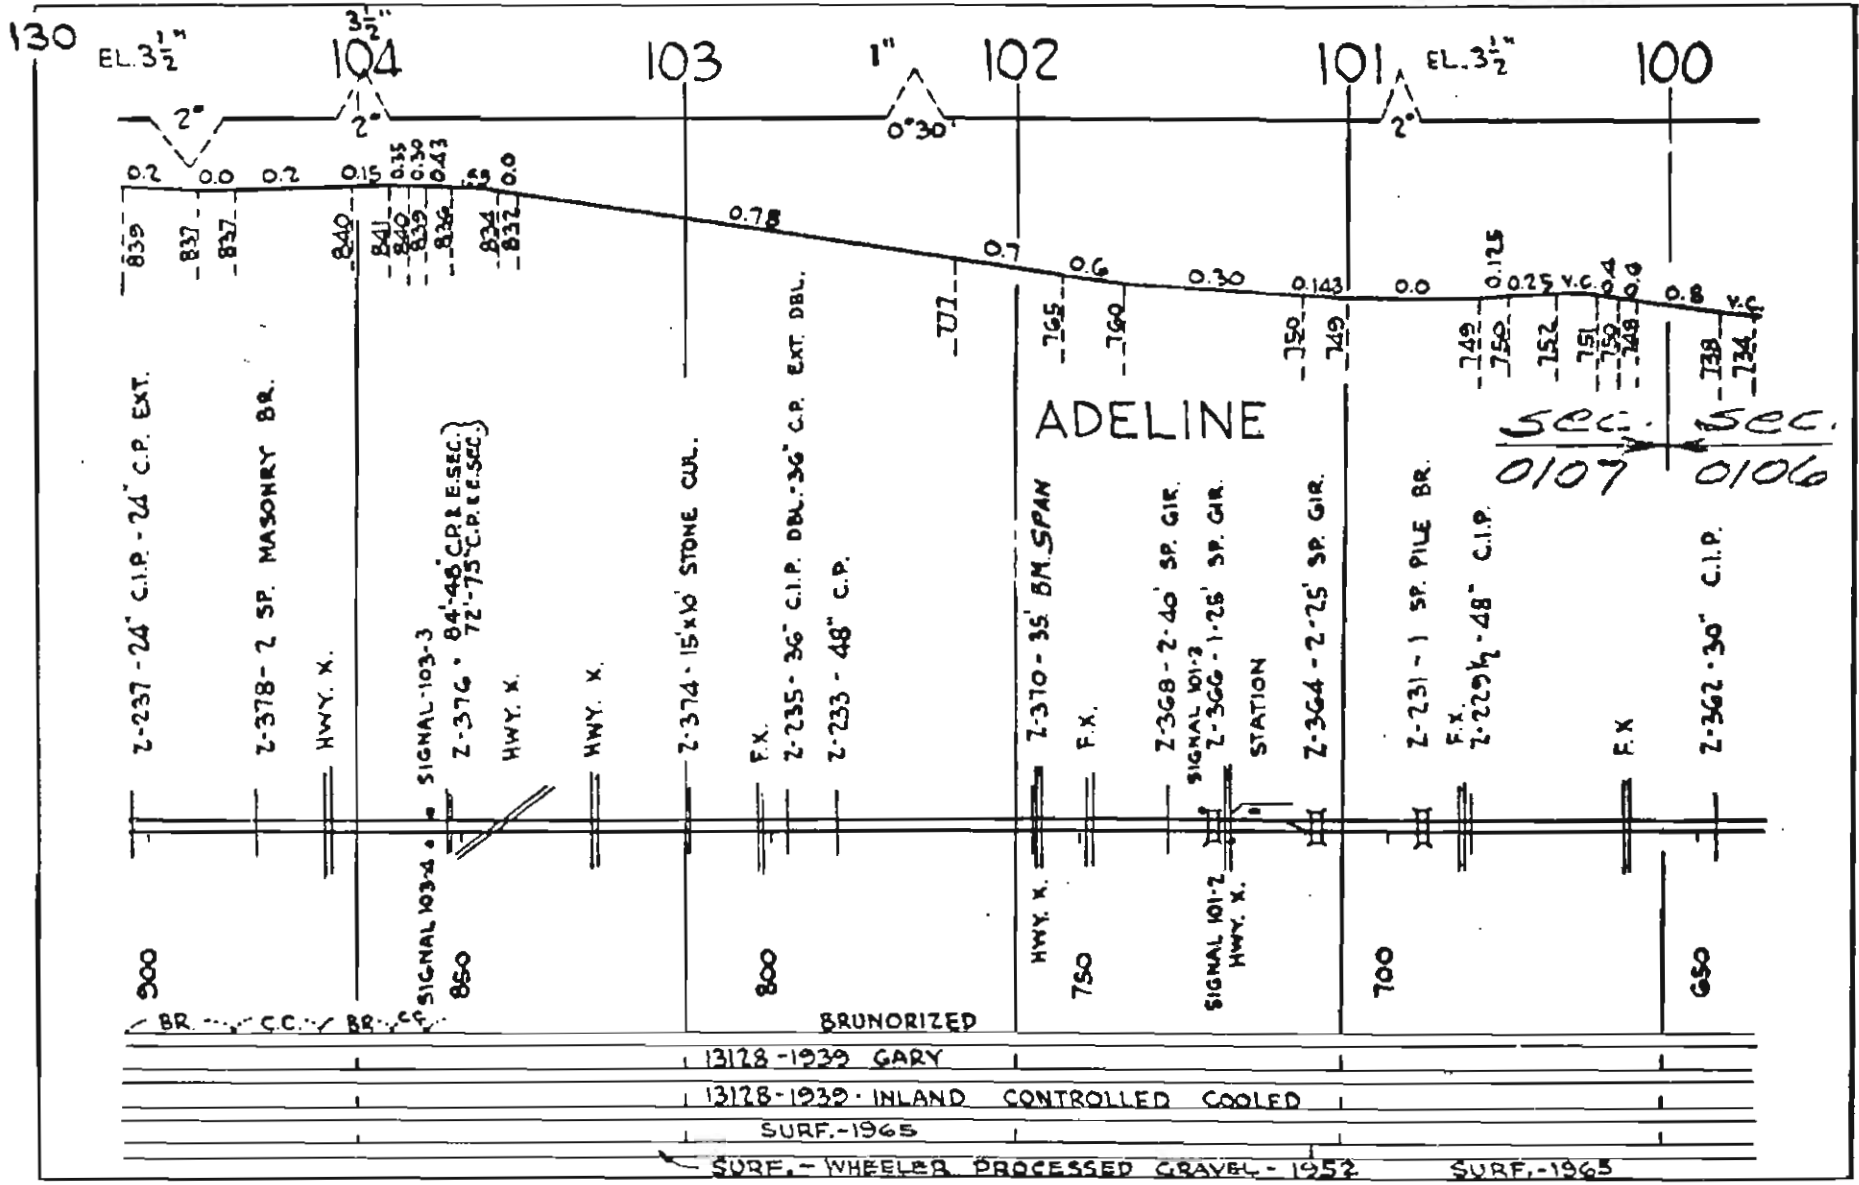 130 EL. 3½" 3½" 104 103 1" 102 101 EL. 3½" 100
2° 2° 0°30' 2°
0.2 0.0 0.2 0.15 0.35 0.30 0.43 0.0 0.78 0.7 0.6 0.30 0.143 0.0 0.125 0.25 V.C. 0.4 0.6 0.8 V.C.
839 837 837 840 841 840 839 836 834 832 777 765 760 750 749 749 750 752 751 750 748 738 734
ADELINE
SEC. 0107
SEC. 0106
Z-237-24" C.I.P.-24" C.P. EXT.
Z-378-2 SP. MASONRY BR.
HWY. X.
SIGNAL-103-3
SIGNAL 103-4
Z-376 - 84'-48" C.P. & E.SEC.}
72'-75" C.P. & E.SEC.}
HWY. X.
HWY. X.
Z-374-15'x10' STONE CUL.
F.X.
Z-235-36" C.I.P. DBL.-36" C.P. EXT. DBL.
Z-233-48" C.P.
HWY. X.
Z-370-35' BM. SPAN
F.X.
Z-368-2-40' SP. GIR.
SIGNAL 101-3
Z-366-1-25' SP. GIR.
SIGNAL 101-2
HWY. X.
STATION
Z-364-2-25' SP. GIR.
Z-231-1 SP. PILE BR.
F.X.
Z-229½-48" C.I.P.
F.X
Z-362-30" C.I.P.
900 850 800 750 700 650
BR. C.C. BR. C.C. BRUNORIZED
13128-1939 GARY
13128-1939-INLAND CONTROLLED COOLED
SURF.-1965
SURF.-WHEELER PROCESSED GRAVEL-1952 SURF.-1965